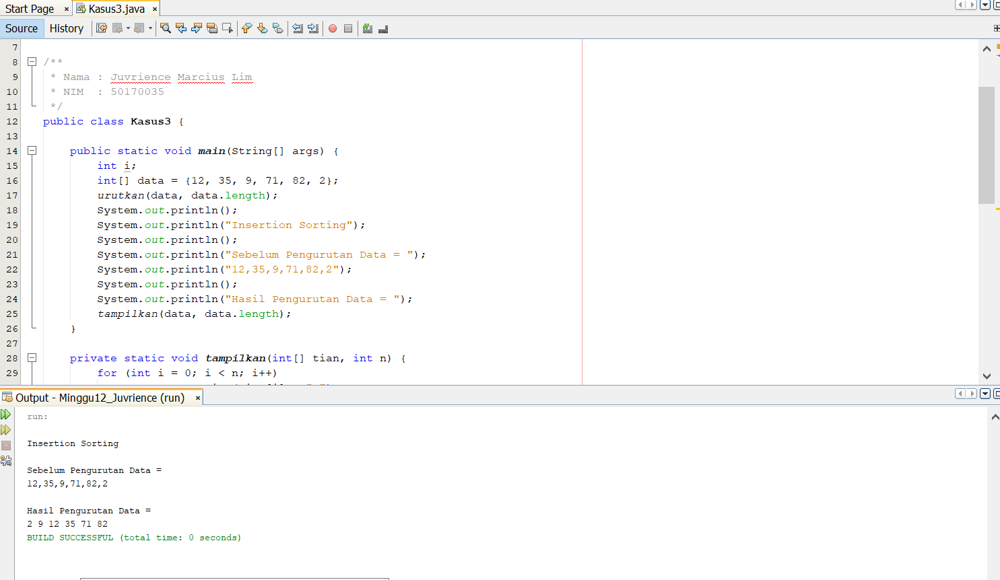 Start Page × Kasus3.java ×
Source History
7
8 /**
9 * Nama : Juvrience Marcius Lim
10 * NIM : 50170035
11 */
12 public class Kasus3 {
13
14 public static void main(String[] args) {
15 int i;
16 int[] data = {12, 35, 9, 71, 82, 2};
17 urutkan(data, data.length);
18 System.out.println();
19 System.out.println("Insertion Sorting");
20 System.out.println();
21 System.out.println("Sebelum Pengurutan Data = ");
22 System.out.println("12,35,9,71,82,2");
23 System.out.println();
24 System.out.println("Hasil Pengurutan Data = ");
25 tampilkan(data, data.length);
26 }
27
28 private static void tampilkan(int[] tian, int n) {
29 for (int i = 0; i < n; i++)
Output - Minggu12_Juvrience (run) ×
run:
Insertion Sorting
Sebelum Pengurutan Data =
12,35,9,71,82,2
Hasil Pengurutan Data =
2 9 12 35 71 82
BUILD SUCCESSFUL (total time: 0 seconds)